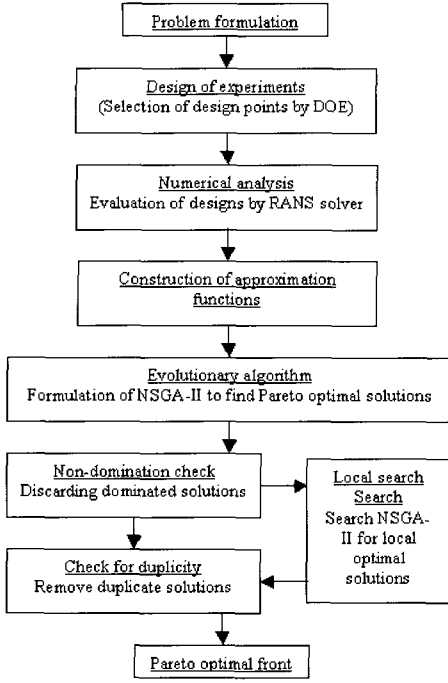 Problem formulation
Design of experiments
(Selection of design points by DOE)
Numerical analysis
Evaluation of designs by RANS solver
Construction of approximation
functions
Evolutionary algorithm
Formulation of NSGA-II to find Pareto optimal solutions
Non-domination check
Discarding dominated solutions
Local search
Search
Search NSGA-
II for local
optimal
solutions
Check for duplicity
Remove duplicate solutions
Pareto optimal front